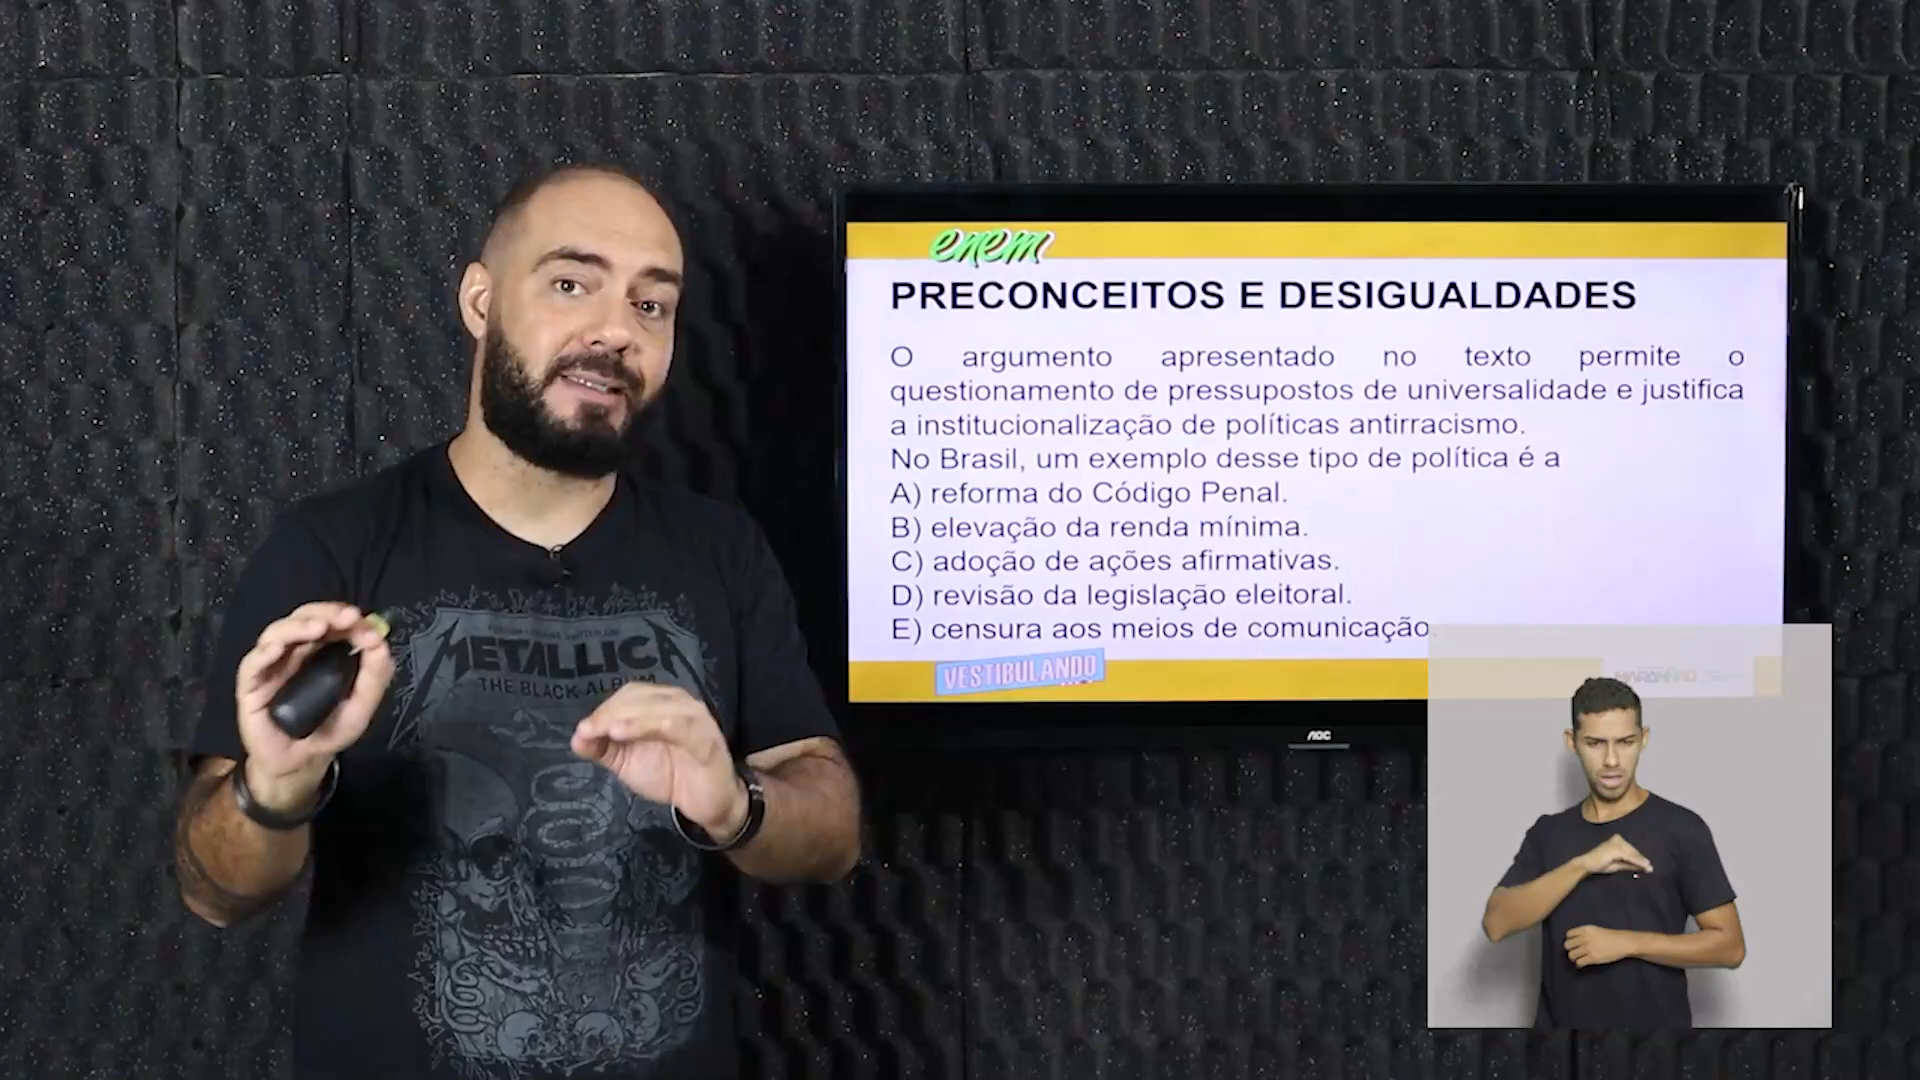 enem
PRECONCEITOS E DESIGUALDADES
O argumento apresentado no texto permite o
questionamento de pressupostos de universalidade e justifica
a institucionalização de políticas antirracismo.
No Brasil, um exemplo desse tipo de política é a
A) reforma do Código Penal.
B) elevação da renda mínima.
C) adoção de ações afirmativas.
D) revisão da legislação eleitoral.
E) censura aos meios de comunicação.
VESTIBULANDO
MARANHÃO
AOC
METALLICA
THE BLACK ALBUM